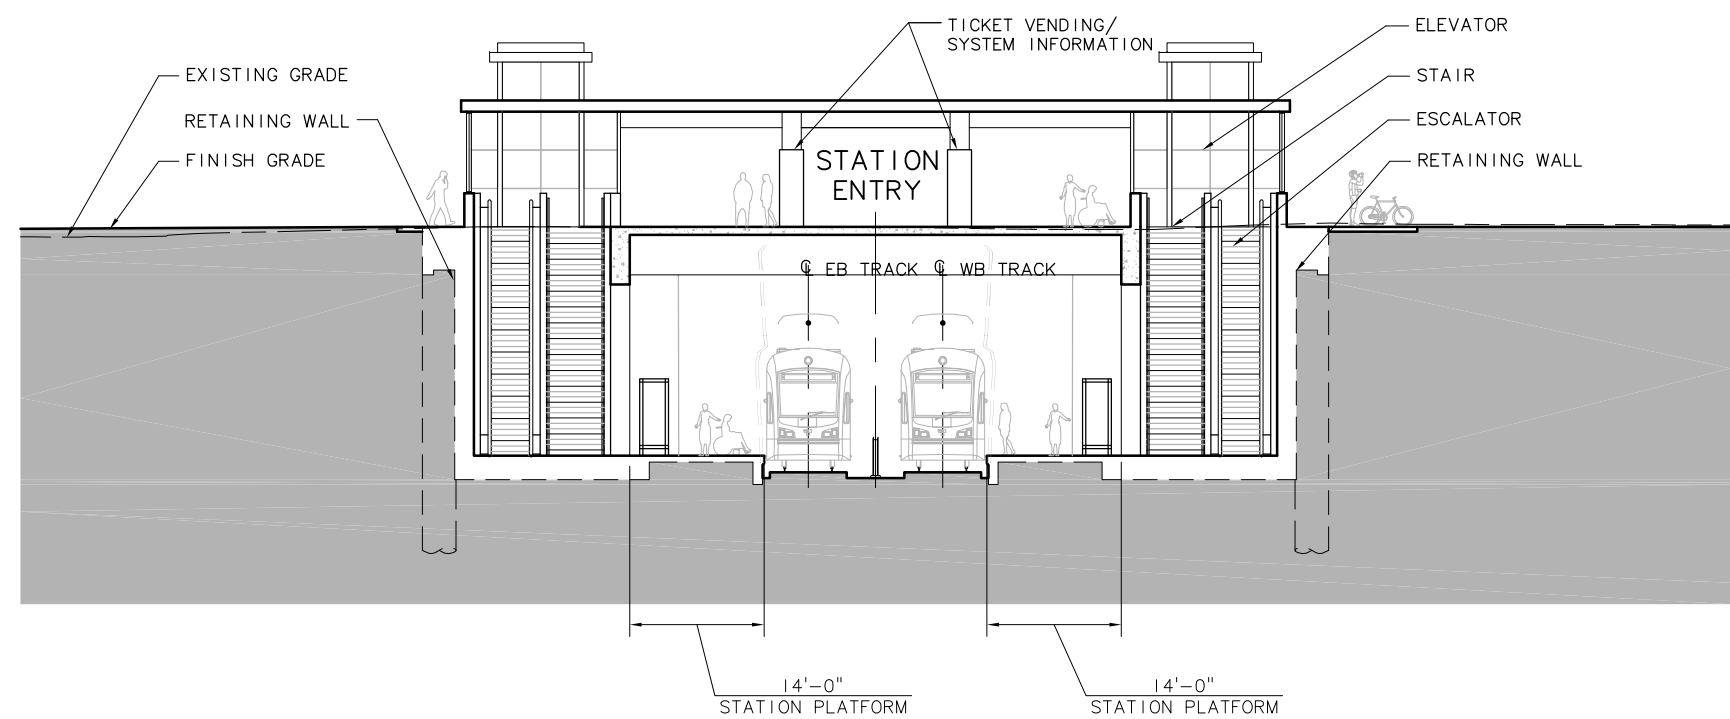 TICKET VENDING/
SYSTEM INFORMATION
ELEVATOR
EXISTING GRADE
STAIR
RETAINING WALL
ESCALATOR
FINISH GRADE
STATION
ENTRY
RETAINING WALL
℄ EB TRACK
℄ WB TRACK
14'-0"
STATION PLATFORM
14'-0"
STATION PLATFORM